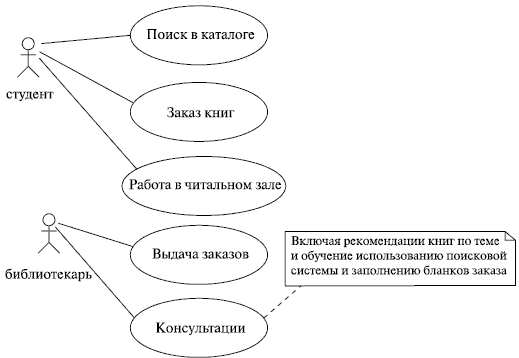 Поиск в каталоге
студент
Заказ книг
Работа в читальном зале
Выдача заказов
библиотекарь
Включая рекомендации книг по теме
и обучение использованию поисковой
системы и заполнению бланков заказа
Консультации